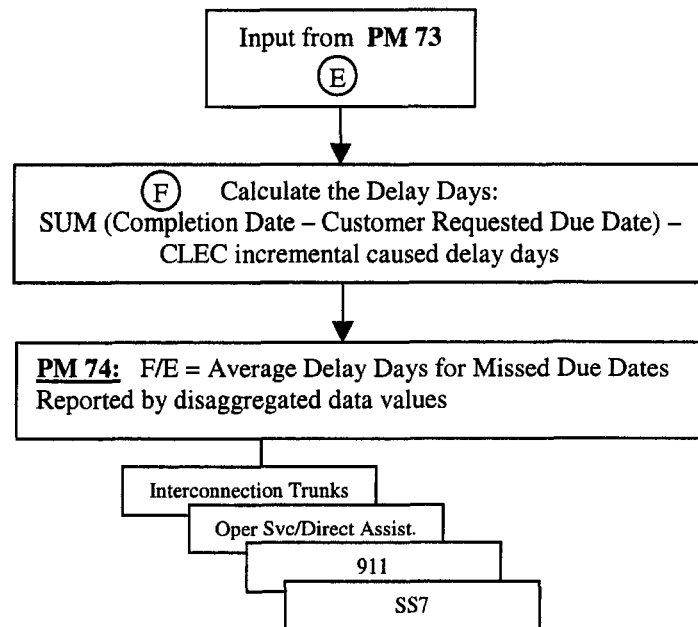 Input from PM 73
E
F Calculate the Delay Days:
SUM (Completion Date – Customer Requested Due Date) –
CLEC incremental caused delay days
PM 74: F/E = Average Delay Days for Missed Due Dates
Reported by disaggregated data values
Interconnection Trunks
Oper Svc/Direct Assist.
911
SS7